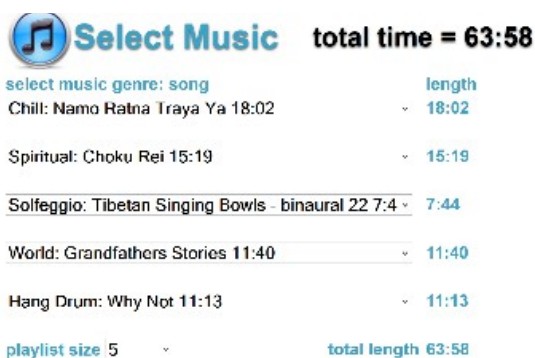 Select Music total time = 63:58
select music genre: song length
Chill: Namo Ratna Traya Ya 18:02 18:02
Spiritual: Choku Rei 15:19 15:19
Solfeggio: Tibetan Singing Bowls - binaural 22 7:4 7:44
World: Grandfathers Stories 11:40 11:40
Hang Drum: Why Not 11:13 11:13
playlist size 5 total length 63:58